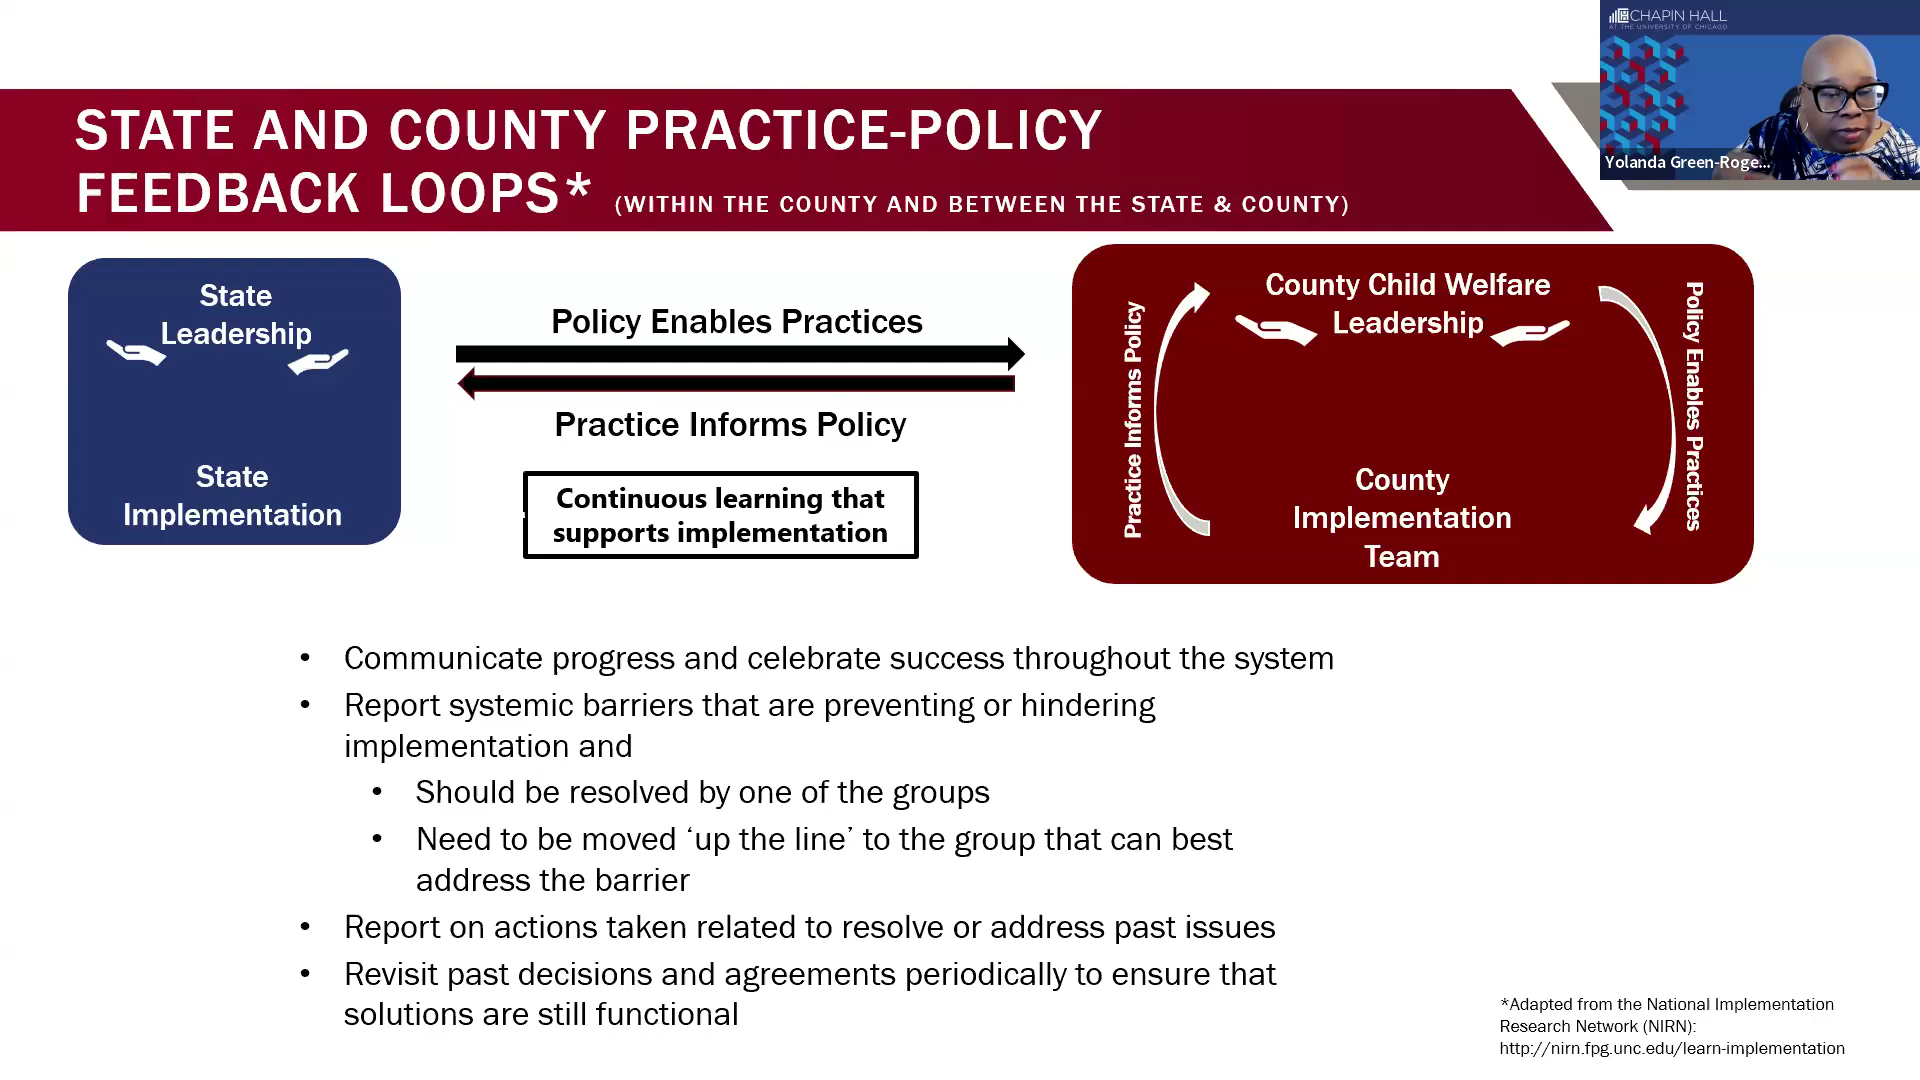 CHAPIN HALL
AT THE UNIVERSITY OF CHICAGO
Yolanda Green-Roge...
STATE AND COUNTY PRACTICE-POLICY
FEEDBACK LOOPS* (WITHIN THE COUNTY AND BETWEEN THE STATE & COUNTY)
State
Leadership
State
Implementation
Policy Enables Practices
Practice Informs Policy
Continuous learning that
supports implementation
Practice Informs Policy
County Child Welfare
Leadership
County
Implementation
Team
Policy Enables Practices
• Communicate progress and celebrate success throughout the system
• Report systemic barriers that are preventing or hindering
implementation and
• Should be resolved by one of the groups
• Need to be moved ‘up the line’ to the group that can best
address the barrier
• Report on actions taken related to resolve or address past issues
• Revisit past decisions and agreements periodically to ensure that
solutions are still functional
*Adapted from the National Implementation
Research Network (NIRN):
http://nirn.fpg.unc.edu/learn-implementation